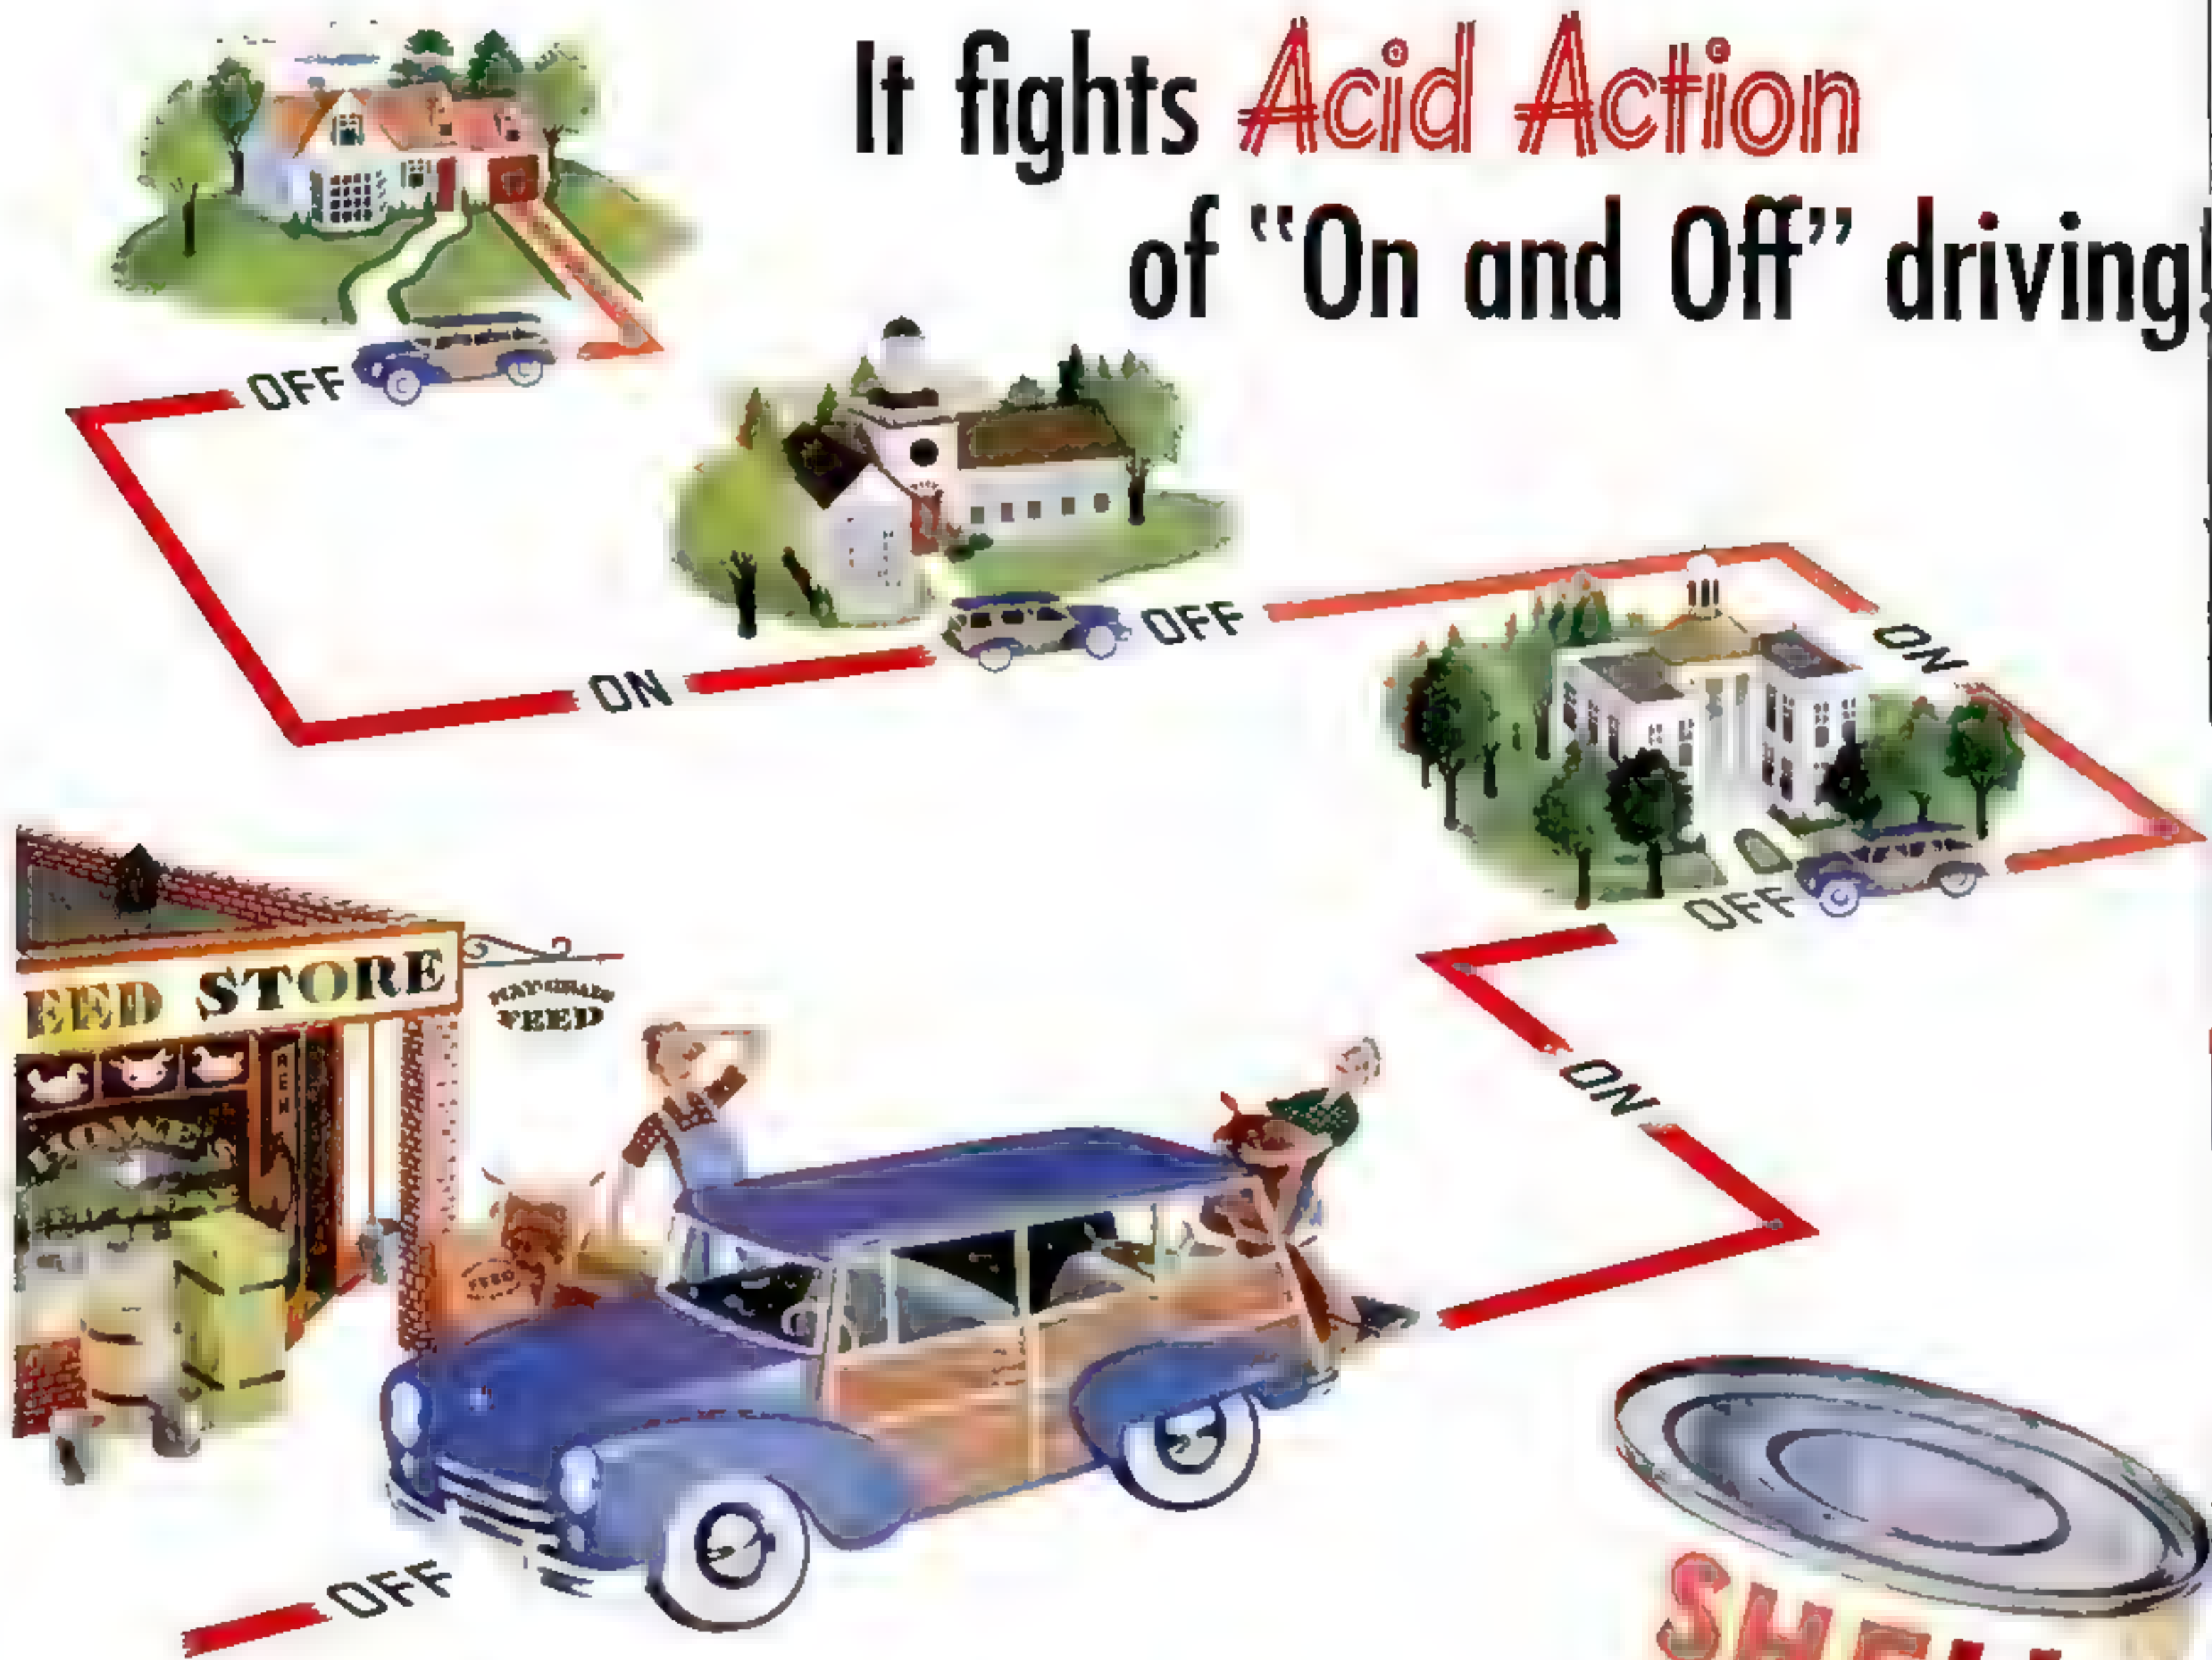 It fights Acid Action
of “On and Off” driving!
OFF
OFF
ON
ON
OFF
EED STORE
FEED
ON
FEED
OFF
SHELL